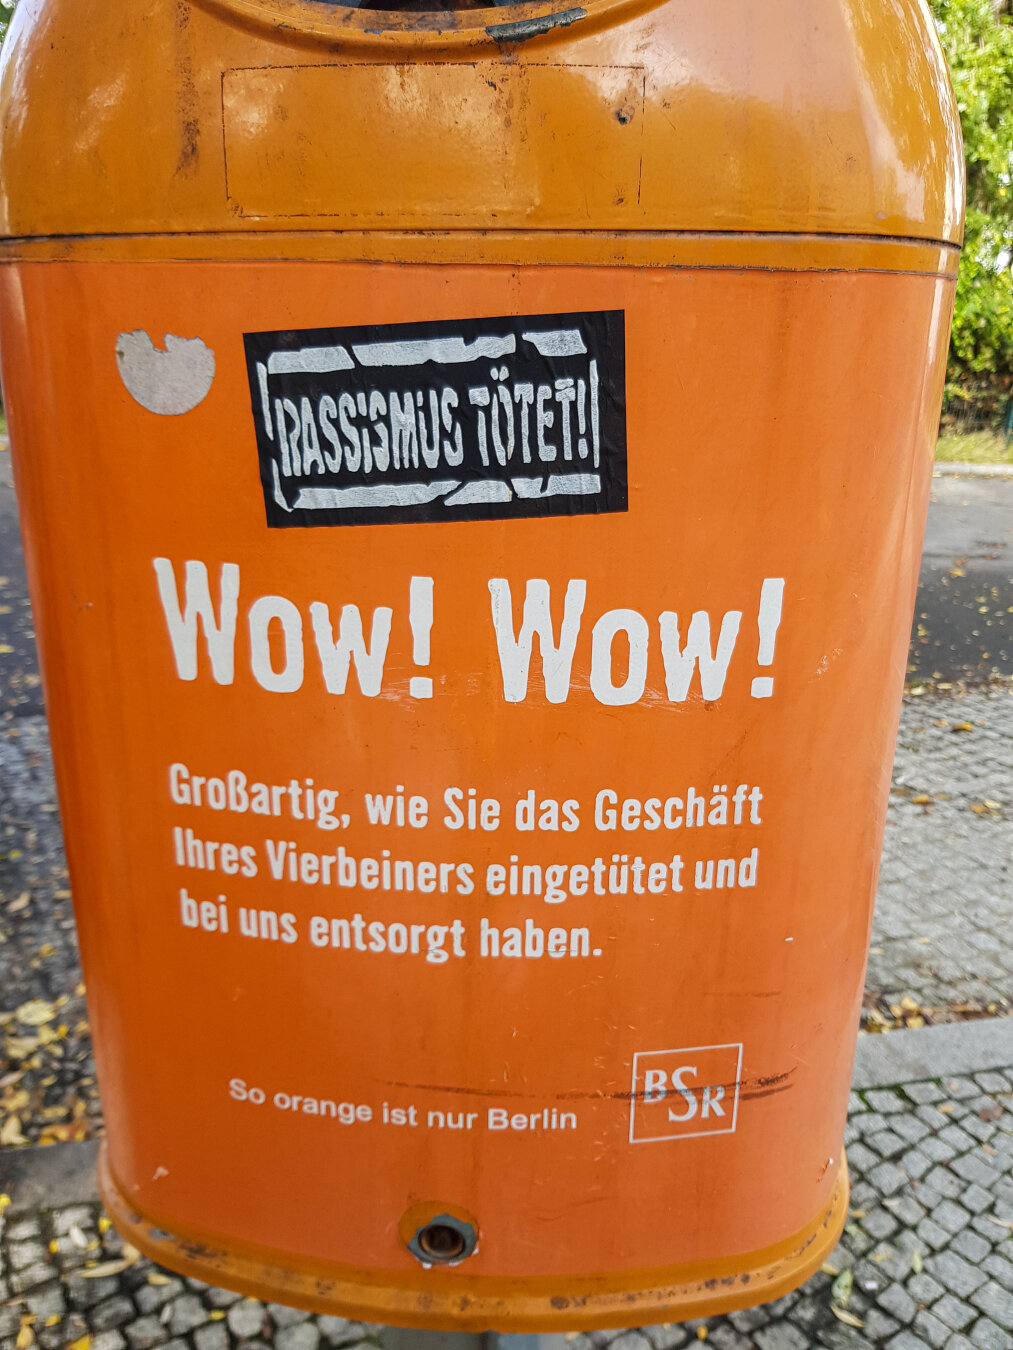 RASSISMUS TÖTET!
Wow! Wow!
Großartig, wie Sie das Geschäft
Ihres Vierbeiners eingetütet und
bei uns entsorgt haben.
So orange ist nur Berlin
BSR